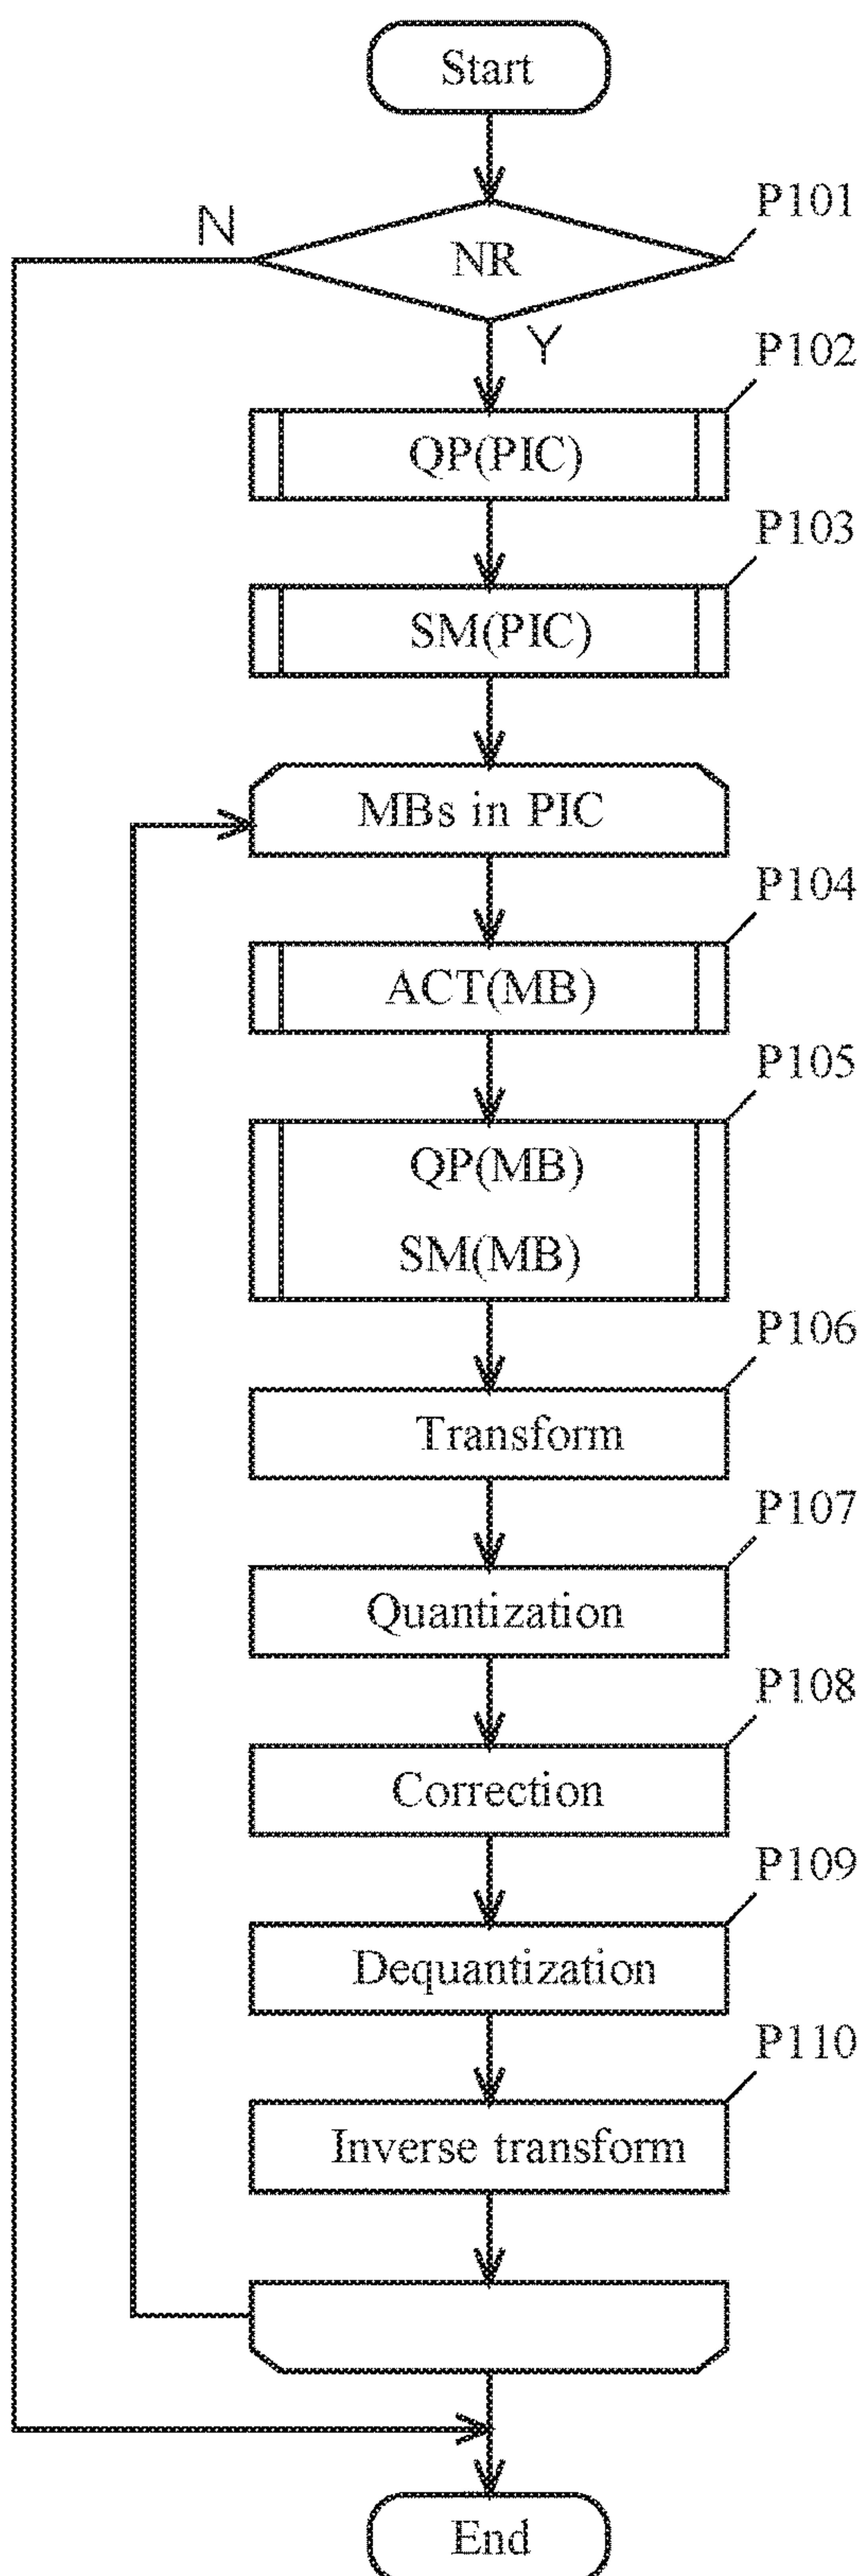 Start
P101
N
NR
Y
P102
QP(PIC)
P103
SM(PIC)
MBs in PIC
P104
ACT(MB)
P105
QP(MB)
SM(MB)
P106
Transform
P107
Quantization
P108
Correction
P109
Dequantization
P110
Inverse transform
End